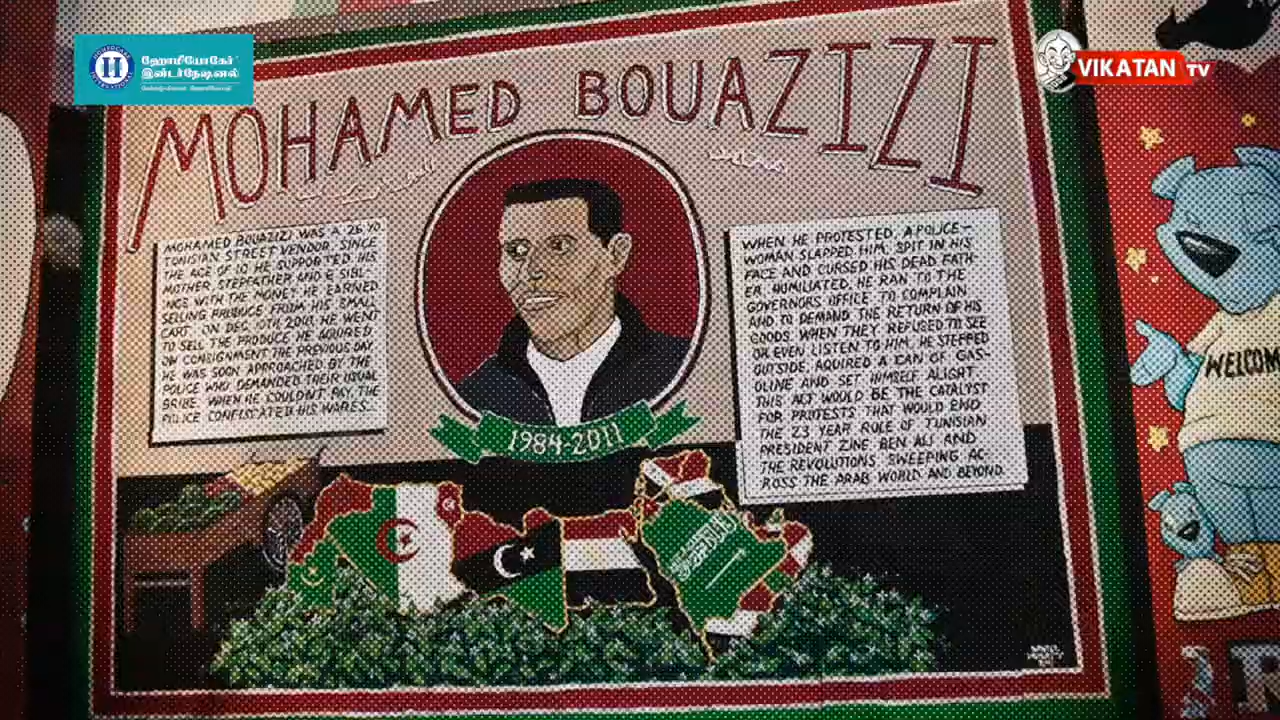 ஹோமியோகேர்
இன்டர்நேஷனல்
VIKATAN TV
MOHAMED BOUAZIZI
MOHAMED BOUAZIZI WAS A 26 YO
TUNISIAN STREET VENDOR. SINCE
THE AGE OF 10 HE SUPPORTED HIS
MOTHER, STEPFATHER AND 6 SIBL-
INGS WITH THE MONEY HE EARNED
SELLING PRODUCE FROM HIS SMALL
CART. ON DEC. 2010, HE WENT
TO SELL THE PRODUCE HE AQUIRED
ON CONSIGNMENT THE PREVIOUS DAY.
HE WAS SOON APPROACHED BY THE
POLICE WHO DEMANDED THEIR USUAL
BRIBE. WHEN HE COULDN'T PAY, THE
POLICE CONFISCATED HIS WARES...
WHEN HE PROTESTED, A POLICE-
WOMAN SLAPPED HIM, SPIT IN HIS
FACE AND CURSED HIS DEAD FATH-
ER. HUMILIATED, HE RAN TO THE
GOVERNORS OFFICE TO COMPLAIN
AND TO DEMAND THE RETURN OF HIS
GOODS. WHEN THEY REFUSED TO SEE
OR EVEN LISTEN TO HIM, HE STEPPED
OUTSIDE, AQUIRED A CAN OF GAS-
OLINE AND SET HIMSELF ALIGHT.
THIS ACT WOULD BE THE CATALYST
FOR PROTESTS THAT WOULD END
THE 23 YEAR RULE OF TUNISIAN
PRESIDENT ZINE BEN ALI AND
THE REVOLUTIONS SWEEPING AC-
ROSS THE ARAB WORLD AND BEYOND.
1984-2011
WELCOM